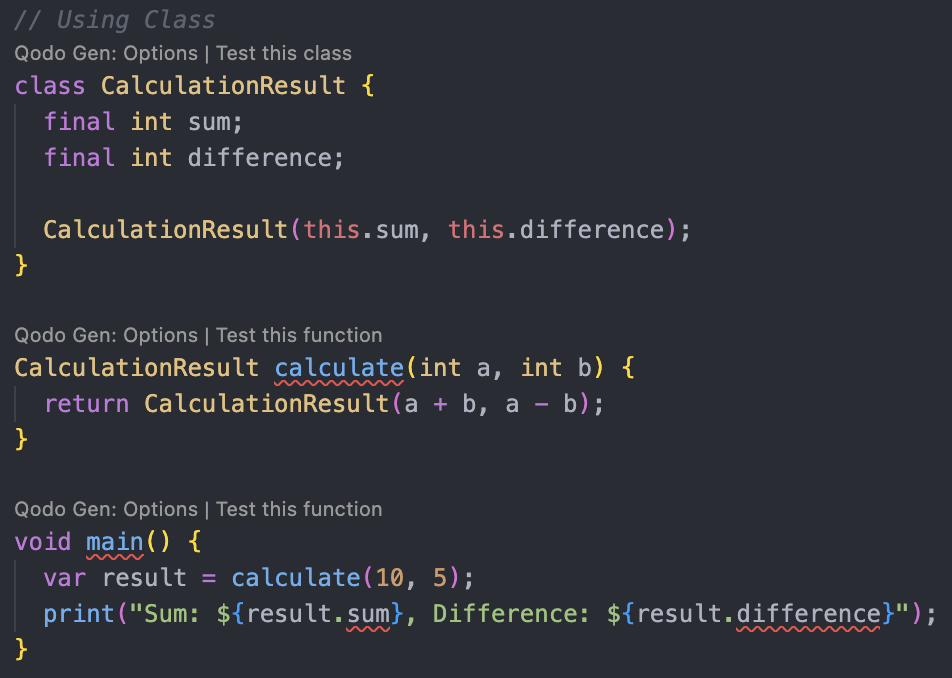 // Using Class
Qodo Gen: Options | Test this class
class CalculationResult {
  final int sum;
  final int difference;

  CalculationResult(this.sum, this.difference);
}

Qodo Gen: Options | Test this function
CalculationResult calculate(int a, int b) {
  return CalculationResult(a + b, a - b);
}

Qodo Gen: Options | Test this function
void main() {
  var result = calculate(10, 5);
  print("Sum: ${result.sum}, Difference: ${result.difference}");
}